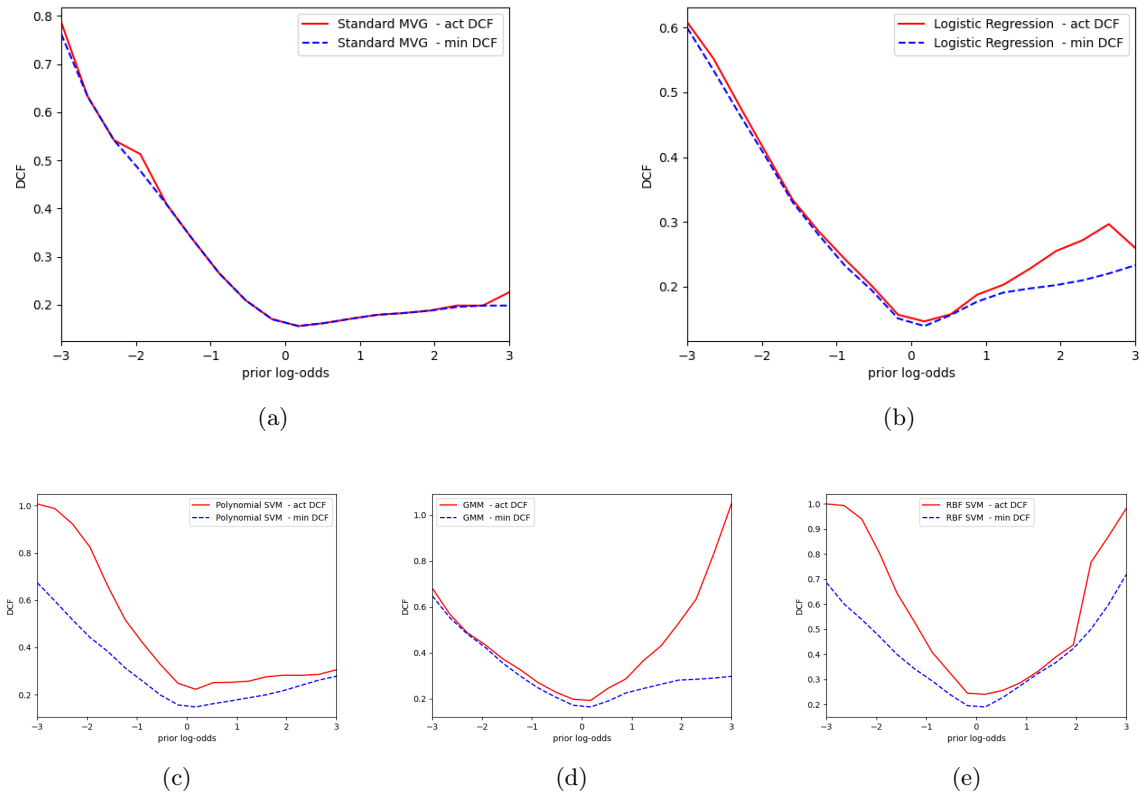 0.8
0.7
0.6
0.5
0.4
0.3
0.2
DCF
−3 −2 −1 0 1 2 3
prior log-odds
Standard MVG - act DCF
Standard MVG - min DCF
(a)
0.6
0.5
0.4
0.3
0.2
DCF
−3 −2 −1 0 1 2 3
prior log-odds
Logistic Regression - act DCF
Logistic Regression - min DCF
(b)
1.0
0.8
0.6
0.4
0.2
DCF
−3 −2 −1 0 1 2 3
prior log-odds
Polynomial SVM - act DCF
Polynomial SVM - min DCF
(c)
1.0
0.8
0.6
0.4
0.2
DCF
−3 −2 −1 0 1 2 3
prior log-odds
GMM - act DCF
GMM - min DCF
(d)
1.0
0.9
0.8
0.7
0.6
0.5
0.4
0.3
0.2
DCF
−3 −2 −1 0 1 2 3
prior log-odds
RBF SVM - act DCF
RBF SVM - min DCF
(e)